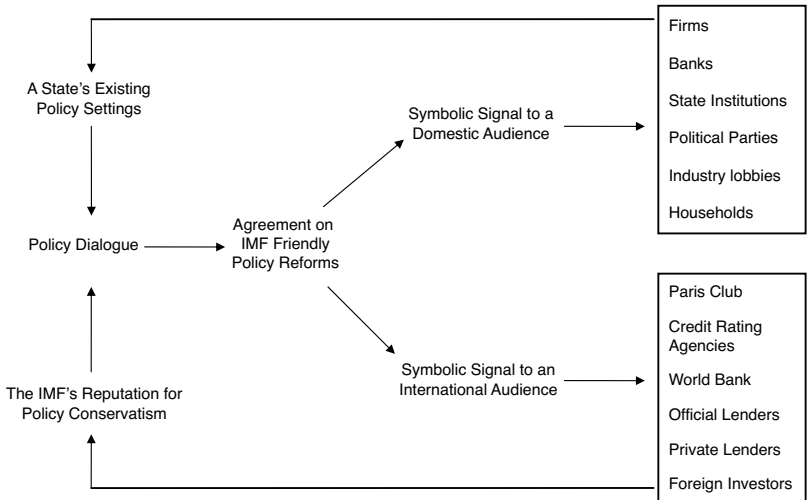 A State's Existing
Policy Settings
Policy Dialogue
The IMF's Reputation for
Policy Conservatism
Agreement on
IMF Friendly
Policy Reforms
Symbolic Signal to a
Domestic Audience
Symbolic Signal to an
International Audience
Firms
Banks
State Institutions
Political Parties
Industry lobbies
Households
Paris Club
Credit Rating
Agencies
World Bank
Official Lenders
Private Lenders
Foreign Investors